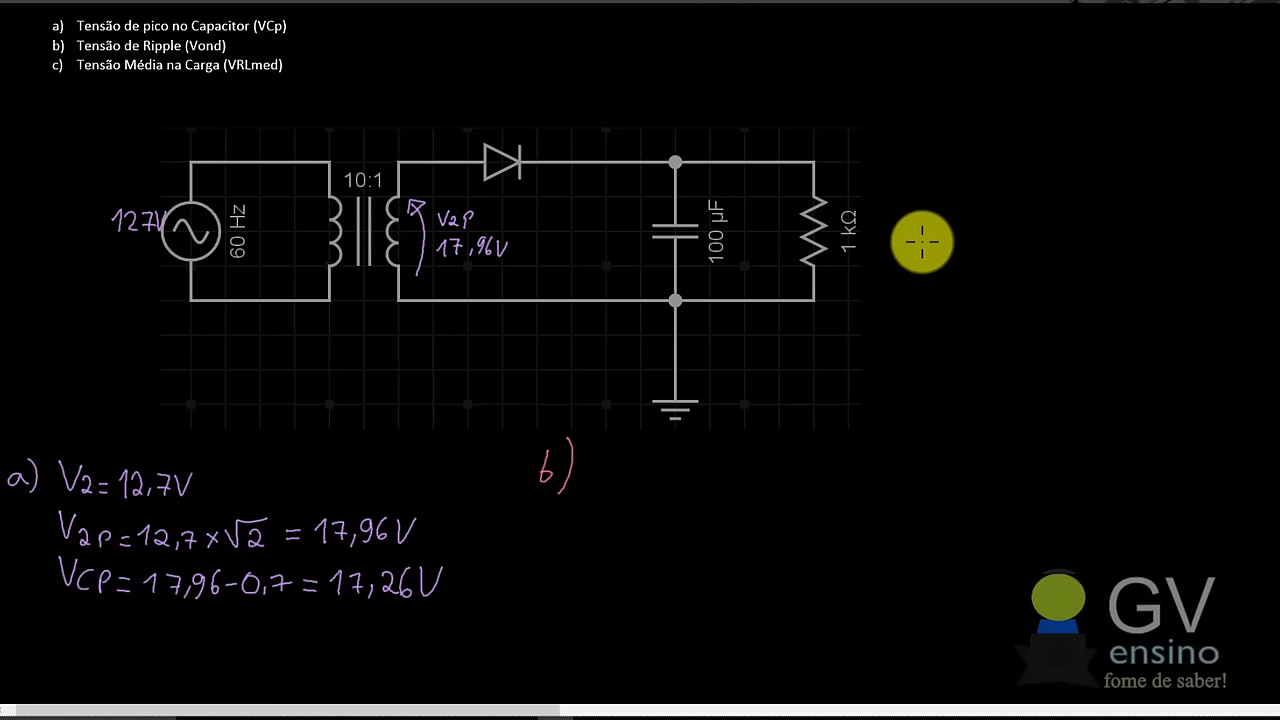 a) Tensão de pico no Capacitor (VCp)
b) Tensão de Ripple (Vond)
c) Tensão Média na Carga (VRLmed)
10:1
127V
60 Hz
V2P
17,96V
100 µF
1 kΩ
a) V2=12,7V
V2P=12,7×√2 = 17,96V
VCP=17,96-0,7=17,26V
b)
GV
ensino
fome de saber!